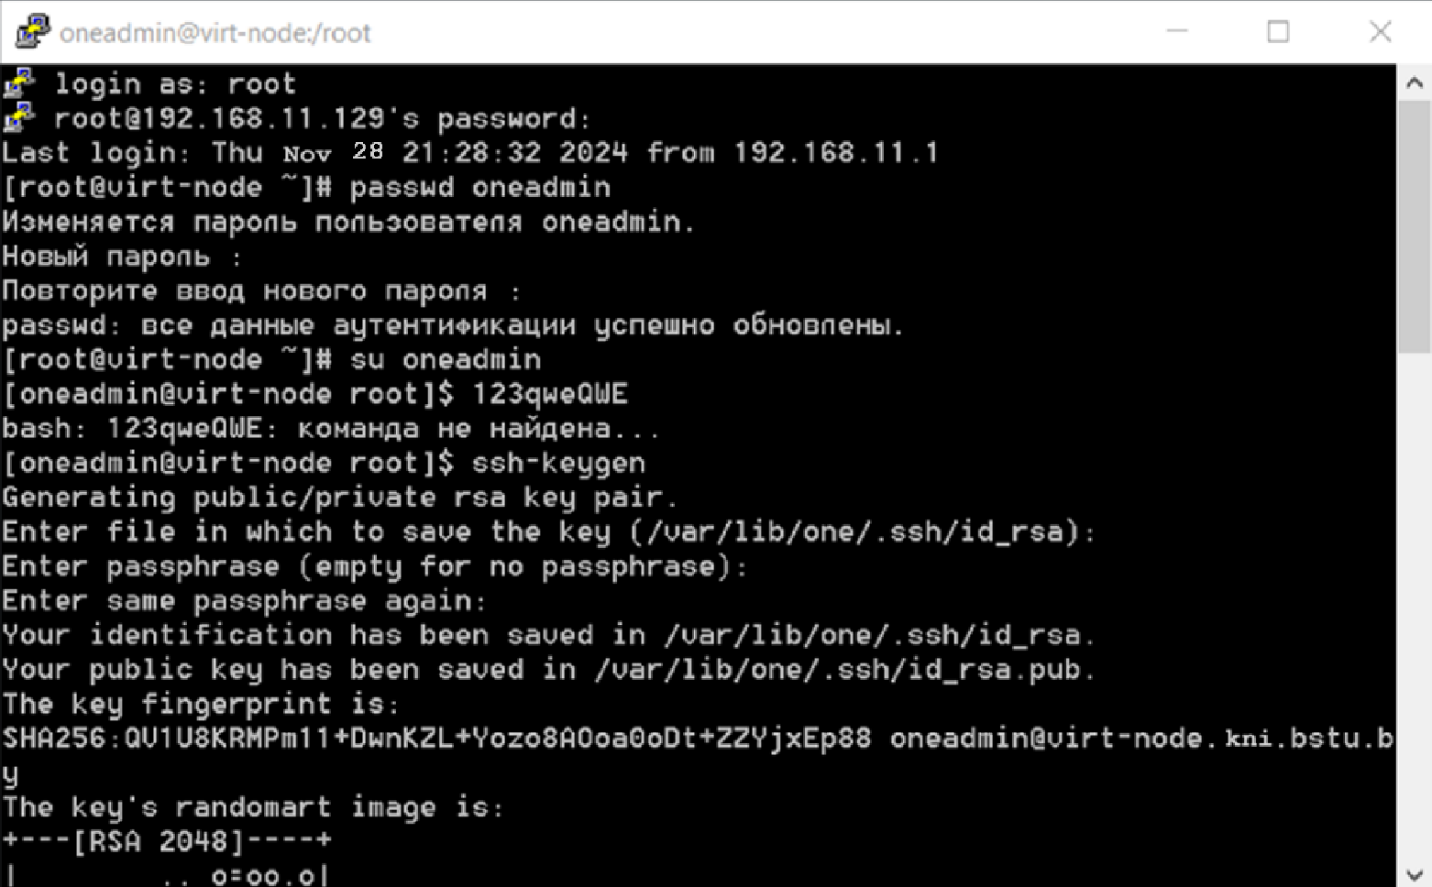 oneadmin@virt-node:/root
login as: root
root@192.168.11.129's password:
Last login: Thu Nov 28 21:28:32 2024 from 192.168.11.1
[root@virt-node ~]# passwd oneadmin
Изменяется пароль пользователя oneadmin.
Новый пароль :
Повторите ввод нового пароля :
passwd: все данные аутентификации успешно обновлены.
[root@virt-node ~]# su oneadmin
[oneadmin@virt-node root]$ 123qweQWE
bash: 123qweQWE: команда не найдена...
[oneadmin@virt-node root]$ ssh-keygen
Generating public/private rsa key pair.
Enter file in which to save the key (/var/lib/one/.ssh/id_rsa):
Enter passphrase (empty for no passphrase):
Enter same passphrase again:
Your identification has been saved in /var/lib/one/.ssh/id_rsa.
Your public key has been saved in /var/lib/one/.ssh/id_rsa.pub.
The key fingerprint is:
SHA256:QV1U8KRMPm11+DwnKZL+Yozo8AOoa0oDt+ZZYjxEp88 oneadmin@virt-node.kni.bstu.b
y
The key's randomart image is:
+---[RSA 2048]----+
|        .. o=oo.o|